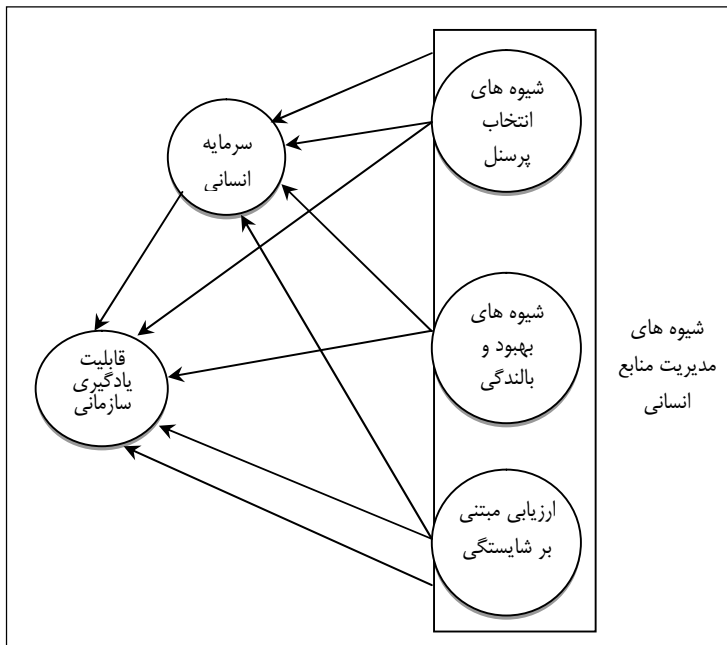 شیوه های
انتخاب
پرسنل
سرمایه
انسانی
شیوه های
بهبود و
بالندگی
شیوه های
مدیریت منابع
انسانی
قابلیت
یادگیری
سازمانی
ارزیابی مبتنی
بر شایستگی